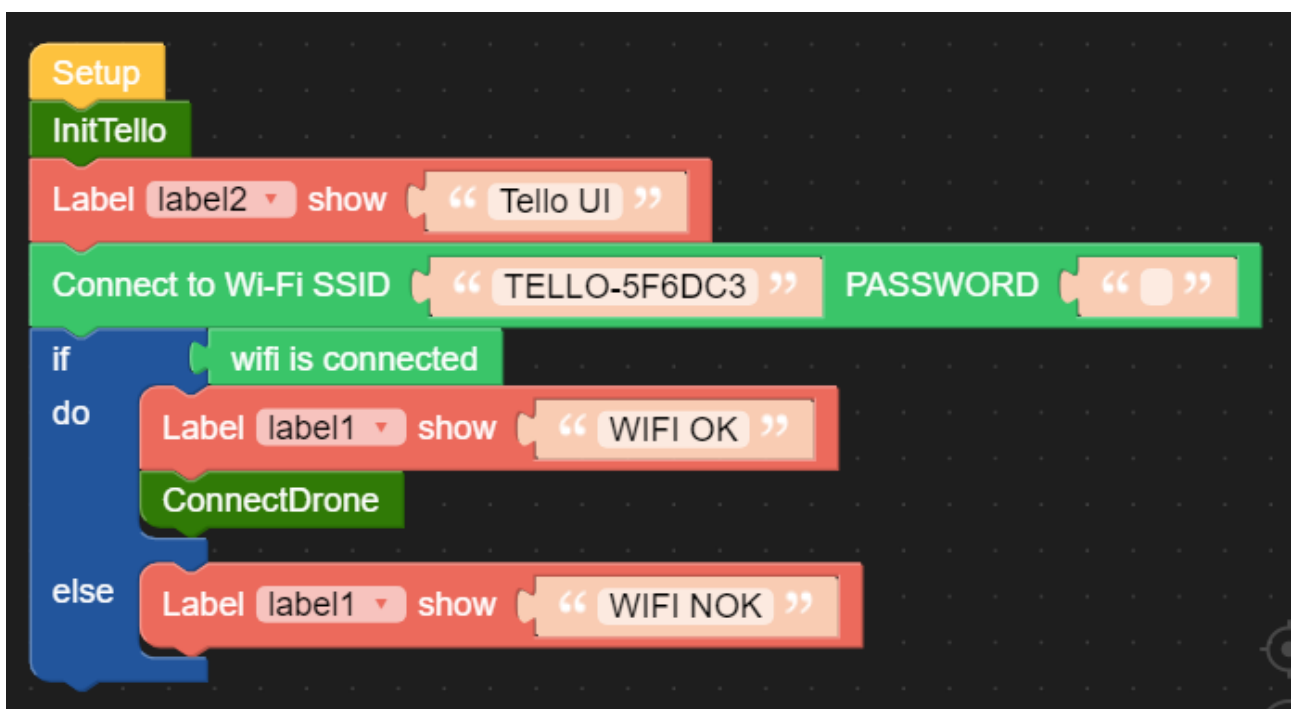 Setup
InitTello
Label label2 show “ Tello UI ”
Connect to Wi-Fi SSID “ TELLO-5F6DC3 ” PASSWORD “ ”
if wifi is connected
do Label label1 show “ WIFI OK ”
ConnectDrone
else Label label1 show “ WIFI NOK ”